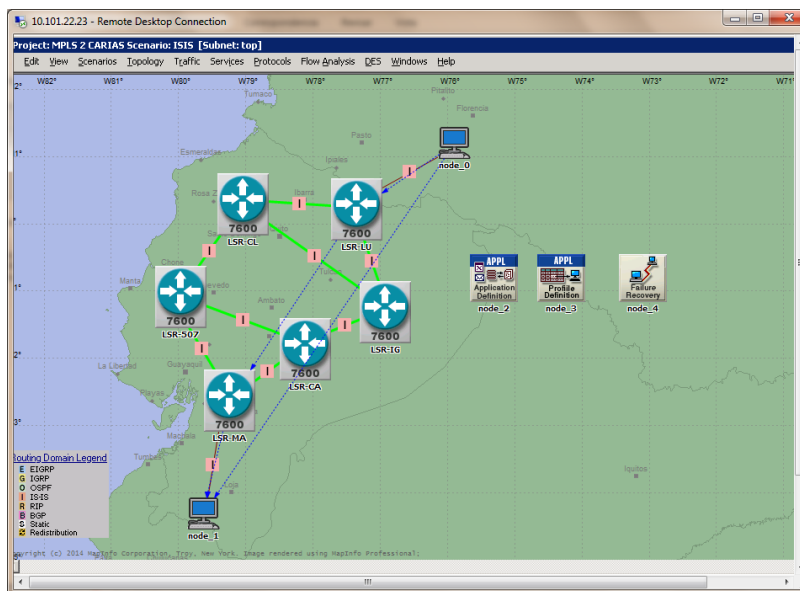 10.101.22.23 - Remote Desktop Connection
Project: MPLS 2 CARIAS Scenario: ISIS [Subnet: top]
Edit View Scenarios Topology Traffic Services Protocols Flow Analysis DES Windows Help
W82° W81° W80° W79° W78° W77° W76° W75° W74° W73° W72° W71°
Tumaco
Pitalito
Florencia
Pasto
Esmeraldas
Ipiales
node_0
Rosa Z
Ibarra
7600
LSR-CL
7600
LSR-LU
Chone
Manta
Ambato
7600
LSR-507
7600
LSR-IG
APPL
Application
Definition
node_2
APPL
Profile
Definition
node_3
Failure
Recovery
node_4
La Libertad
Guayaquil
7600
LSR-CA
Playas
7600
LSR-MA
Machala
Loja
Iquitos
node_1
Routing Domain Legend
E EIGRP
G IGRP
O OSPF
I IS-IS
R RIP
B BGP
S Static
Redistribution
Copyright (c) 2014 MapInfo Corporation, Troy, New York. Image rendered using MapInfo Professional;